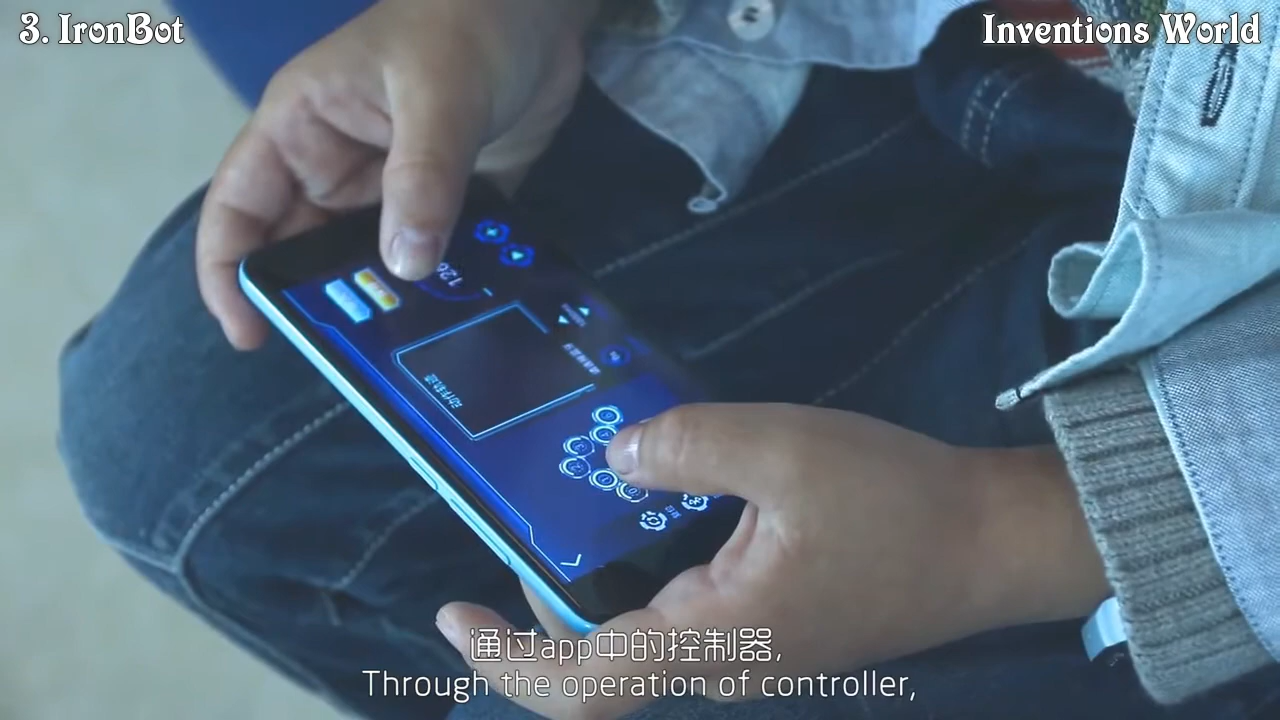 3. IronBot
Inventions World
通过app中的控制器,
Through the operation of controller,